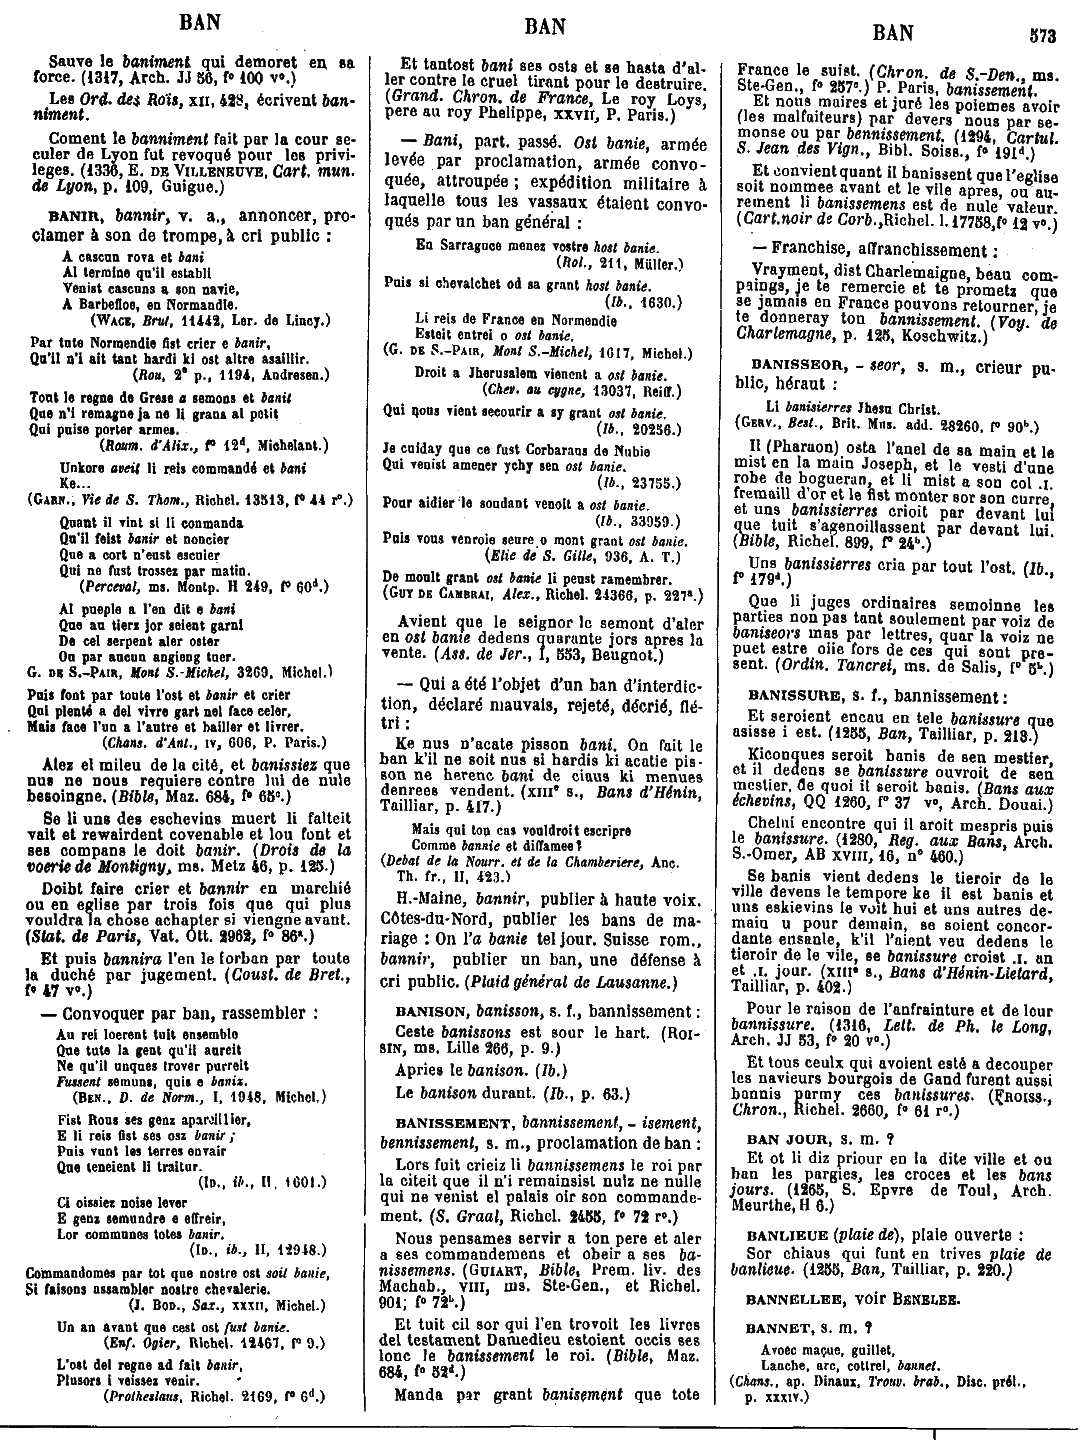 BAN
BAN
BAN
573
Sauve le baniment qui demoret en sa
force. (1317, Arch. JJ 56, f° 100 v°.)
Les Ord. des Rois, XII, 428, écrivent ban-
niment.
Coment le banniment fait par la cour se-
culer de Lyon fut revoqué pour les privi-
leges. (1336, E. DE VILLENEUVE, Cart. mun.
de Lyon, p. 109, Guigue.)
BANIR, bannir, v. a., annoncer, pro-
clamer à son de trompe, à cri public :
A cascun rova et bani
Al termine qu'il establi
Venist cascuns a son navie,
A Barbefloe, en Normandie.
(WACE, Brut, 11442, Ler. de Lincy.)
Par tute Normendie fist crier e banir,
Qu'il n'i ait tant hardi ki ost altre asaillir.
(Rou, 2° p., 1194, Andresen.)
Tout le regne de Grese a semons et banit
Que n'i remagne ja ne li grans al petit
Qui puise porter armes.
(Roum. d'Alix., f° 12d, Michelant.)
Unkore aveit li reis commandé et bani
Ke...
(GARN., Vie de S. Thom., Richel. 13513, f° 44 r°.)
Quant il vint si li conmanda
Qu'il feist banir et noncier
Que a cort n'eust escuier
Qui ne fust trossez par matin.
(Perceval, ms. Montp. H 249, f° 60d.)
Al pueple a l'en dit e bani
Que au tierz jor seient garni
De cel serpent aler oster
Ou par aucun angieng tuer.
G. DE S.-PAIR, Mont S.-Michel, 3269, Michel.)
Puis font par toute l'ost et banir et crier
Qui plenté a del vivre gart nel face celer,
Mais face l'un a l'autre et bailler et livrer.
(Chans. d'Ant., IV, 606, P. Paris.)
Alez el mileu de la cité, et banissiez que
nus ne nous requiere contre lui de nule
besoingne. (Bible, Maz. 684, f° 65c.)
Se li uns des eschevins muert li falteit
vait et rewairdent covenable et lou font et
ses compans le doit banir. (Drois de la
voerie de Montigny, ms. Metz 46, p. 125.)
Doibt faire crier et bannir en marchié
ou en eglise par trois fois que qui plus
vouldra la chose achapter si viengne avant.
(Stat. de Paris, Vat. Ott. 2962, f° 86a.)
Et puis bannira l'en le forban par toute
la duché par jugement. (Coust. de Bret.,
f° 47 v°.)
— Convoquer par ban, rassembler :
Au rei loerent tuit ensemble
Que tute la gent qu'il aureit
Ne qu'il unques trover purreit
Fussent semuns, quis e baniz.
(BEN., D. de Norm., I, 1948, Michel.)
Fist Rous ses genz apareillier,
E li reis fist ses osz banir ;
Puis vunt les terres envair
Que teneient li traitur.
(ID., ib., II, 1601.)
Ci oissiez noise lever
E genz semundre e effreir,
Lor communes totes banir.
(ID., ib., II, 12948.)
Commandomes par tot que nostre ost soit banie,
Si faisons assambler nostre chevalerie.
(J. BOD., Sax., XXXII, Michel.)
Un an avant que cest ost fust banie.
(Enf. Ogier, Richel. 12467, f° 9.)
L'ost del regne ad fait banir,
Plusors i veissez venir.
(Protheslaus, Richel. 2169, f° 6d.)
Et tantost bani ses osts et se hasta d'al-
ler contre le cruel tirant pour le destruire.
(Grand. Chron. de France, Le roy Loys,
pere au roy Phelippe, XXVII, P. Paris.)
— Bani, part. passé. Ost banie, armée
levée par proclamation, armée convo-
quée, attroupée ; expédition militaire à
laquelle tous les vassaux étaient convo-
qués par un ban général :
En Sarraguce menez vostre host banie.
(Rol., 211, Müller.)
Puis si chevalchet od sa grant host banie.
(Ib., 1630.)
Li reis de France en Normendie
Esteit entrei o ost banie.
(G. DE S.-PAIR, Mont S.-Michel, 1617, Michel.)
Droit a Jherusalem vienent a ost banie.
(Chev. au cygne, 13037, Reiff.)
Qui nous vient secourir a sy grant ost banie.
(Ib., 20256.)
Je cuiday que ce fust Corbarans de Nubie
Qui venist amener ychy sen ost banie.
(Ib., 23755.)
Pour aidier le soudant venoit a ost banie.
(Ib., 33959.)
Puis vous venroie seure o mont grant ost banie.
(Elie de S. Gille, 936, A. T.)
De moult grant ost banie li peust ramembrer.
(GUY DE CAMBRAI, Alex., Richel. 24366, p. 227a.)
Avient que le seignor le semont d'aler
en ost banie dedens quarante jors apres la
vente. (Ass. de Jer., I, 553, Beugnot.)
— Qui a été l'objet d'un ban d'interdic-
tion, déclaré mauvais, rejeté, décrié, flé-
tri :
Ke nus n'acate pisson bani. On fait le
ban k'il ne soit nus si hardis ki acatie pis-
son ne herenc bani de ciaus ki menues
denrees vendent. (XIIIe s., Bans d'Hénin,
Tailliar, p. 417.)
Mais qui ton cas vouldroit escripre
Comme bannie et diffamee ?
(Debat de la Nourr. et de la Chamberiere, Anc.
Th. fr., II, 423.)
H.-Maine, bannir, publier à haute voix.
Côtes-du-Nord, publier les bans de ma-
riage : On l'a banie tel jour. Suisse rom.,
bannir, publier un ban, une défense à
cri public. (Plaid général de Lausanne.)
BANISON, banisson, s. f., bannissement :
Ceste banissons est sour le hart. (ROI-
SIN, ms. Lille 266, p. 9.)
Apries le banison. (Ib.)
Le banison durant. (Ib., p. 63.)
BANISSEMENT, bannissement, - isement,
bennissement, s. m., proclamation de ban :
Lors fuit crieiz li bannissemens le roi par
la citeit que il n'i remainsist nulz ne nulle
qui ne venist el palais oir son commande-
ment. (S. Graal, Richel. 2455, f° 72 r°.)
Nous pensames servir a ton pere et aler
a ses commandemens et obeir a ses ba-
nissemens. (GUIART, Bible, Prem. liv. des
Machab., VIII, ms. Ste-Gen., et Richel.
901; f° 72b.)
Et tuit cil sor qui l'en trovoit les livres
del testament Damedieu estoient occis ses
lonc le banissement le roi. (Bible, Maz.
684, f° 52d.)
Manda par grant banisement que tote
France le suist. (Chron. de S.-Den., ms.
Ste-Gen., f° 257c.) P. Paris, banissement.
Et nous maires et juré les poiemes avoir
(les malfaiteurs) par devers nous par se-
monse ou par bennissement. (1294, Cartul.
S. Jean des Vign., Bibl. Soiss., f° 191d.)
Et convient quant il banissent que l'eglise
soit nommee avant et le vile apres, ou au-
rement li banissemens est de nule valeur.
(Cart. noir de Corb., Richel. l. 17758, f° 12 v°.)
— Franchise, affranchissement :
Vrayment, dist Charlemaigne, beau com-
paings, je te remercie et te prometz que
se jamais en France pouvons retourner, je
te donneray ton bannissement. (Voy. de
Charlemagne, p. 125, Koschwitz.)
BANISSEOR, - seor, s. m., crieur pu-
blic, héraut :
Li banisierres Jhesu Christ.
(GERV., Best., Brit. Mus. add. 28260, f° 90b.)
Il (Pharaon) osta l'anel de sa main et le
mist en la main Joseph, et le vesti d'une
robe de bogueran, et li mist a son col .I.
fremaill d'or et le fist monter sor son curre,
et uns banissierres crioit par devant lui
que tuit s'agenoillassent par devant lui.
(Bible, Richel. 899, f° 24b.)
Uns banissierres cria par tout l'ost. (Ib.,
f° 179d.)
Que li juges ordinaires semoinne les
parties non pas tant soulement par voiz de
baniseors mas par lettres, quar la voiz ne
puet estre oiie fors de ces qui sont pre-
sent. (Ordin. Tancrei, ms. de Salis, f° 5b.)
BANISSURE, s. f., bannissement :
Et seroient encau en tele banissure que
asisse i est. (1255, Ban, Tailliar, p. 213.)
Kiconques seroit banis de sen mestier,
et il dedens se banissure ouvroit de sen
mestier, de quoi il seroit banis. (Bans aux
échevins, QQ 1260, f° 37 v°, Arch. Douai.)
Chelui encontre qui il aroit mespris puis
le banissure. (1280, Reg. aux Bans, Arch.
S.-Omer, AB XVIII, 16, n° 460.)
Se banis vient dedens le tieroir de le
ville devens le tempore ke il est banis et
uns eskievins le voit hui et uns autres de-
main u pour demain, se soient concor-
dante ensanle, k'il l'aient veu dedens le
tieroir de le vile, se banissure croist .I. an
et .I. jour. (XIIIe s., Bans d'Hénin-Lietard,
Tailliar, p. 402.)
Pour le raison de l'anfrainture et de lour
bannissure. (1316, Lett. de Ph. le Long,
Arch. JJ 53, f° 20 v°.)
Et tous ceulx qui avoient esté a decouper
les navieurs bourgois de Gand furent aussi
bannis parmy ces banissures. (FROISS.,
Chron., Richel. 2660, f° 61 r°.)
BAN JOUR, s. m. ?
Et ot li diz priour en la dite ville et ou
ban les pargies, les croces et les bans
jours. (1265, S. Epvre de Toul, Arch.
Meurthe, H 6.)
BANLIEUE (plaie de), plaie ouverte :
Sor chiaus qui funt en trives plaie de
banlieue. (1255, Ban, Tailliar, p. 220.)
BANNELLEE, voir BENELEE.
BANNET, s. m. ?
Avoec maçue, guillet,
Lanche, arc, cottrel, bannet.
(Chans., ap. Dinaux, Trouv. brab., Disc. prél.,
p. XXXIV.)